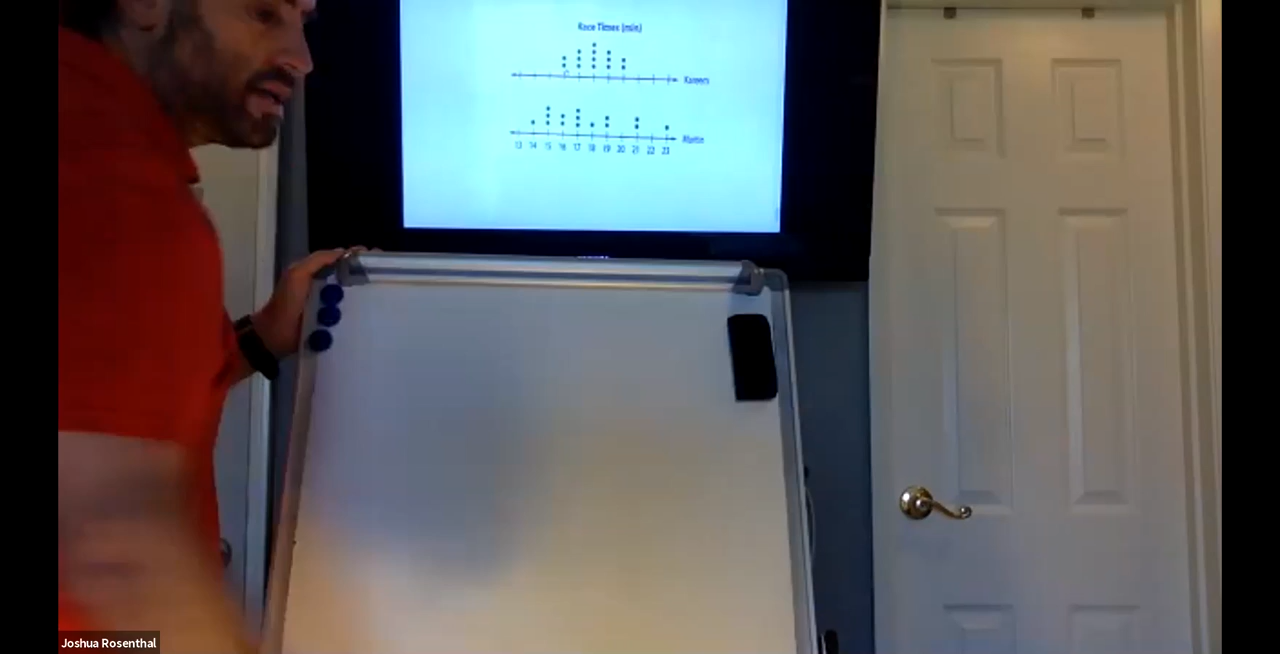 Race Times (min)
Kareem
Martin
13 14 15 16 17 18 19 20 21 22 23
Joshua Rosenthal